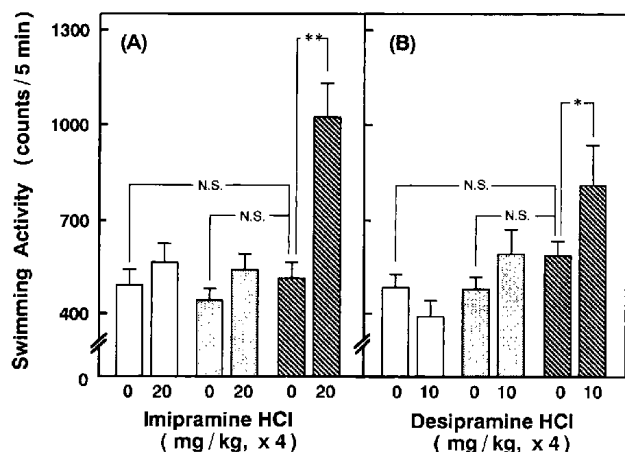 (A)
(B)
Swimming Activity (counts/5 min)
1300
1000
700
400
0
**
N.S.
N.S.
*
N.S.
N.S.
0 20 0 20 0 20
0 10 0 10 0 10
Imipramine HCl
( mg/kg, x 4)
Desipramine HCl
( mg/kg, x 4)